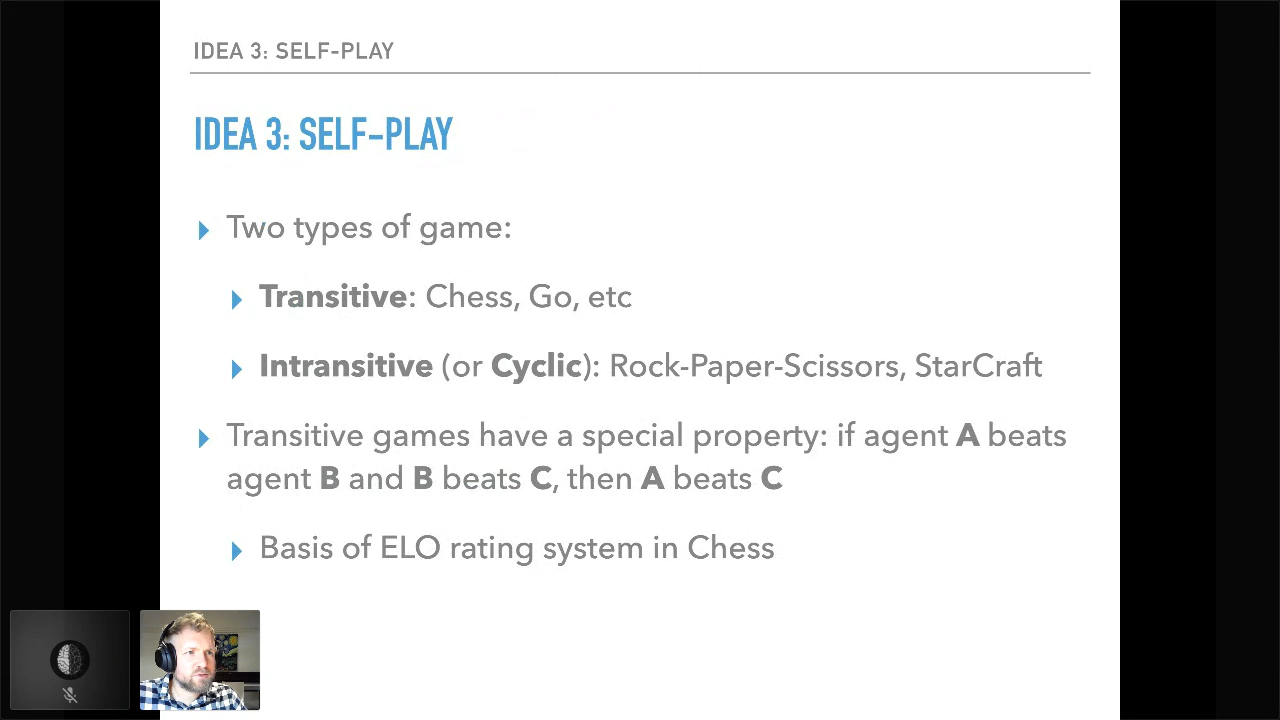 IDEA 3: SELF-PLAY
IDEA 3: SELF-PLAY
Two types of game:
Transitive: Chess, Go, etc
Intransitive (or Cyclic): Rock-Paper-Scissors, StarCraft
Transitive games have a special property: if agent A beats
agent B and B beats C, then A beats C
Basis of ELO rating system in Chess